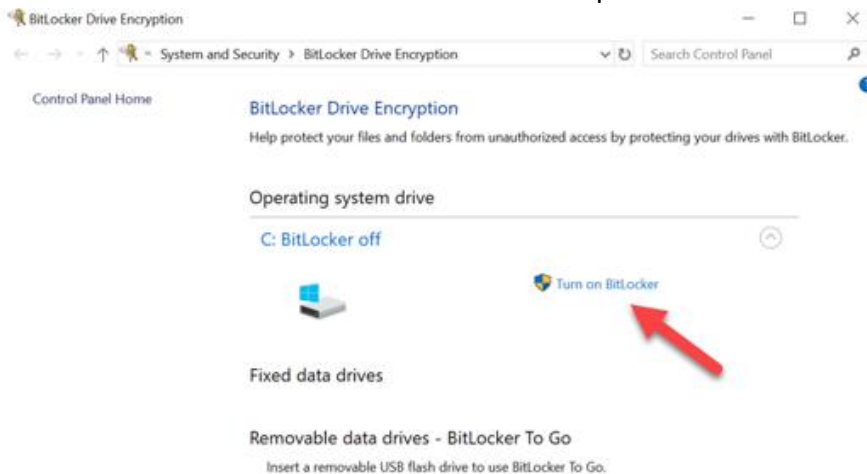 BitLocker Drive Encryption
System and Security > BitLocker Drive Encryption
Search Control Panel
Control Panel Home
BitLocker Drive Encryption
Help protect your files and folders from unauthorized access by protecting your drives with BitLocker.
Operating system drive
C: BitLocker off
Turn on BitLocker
Fixed data drives
Removable data drives - BitLocker To Go
Insert a removable USB flash drive to use BitLocker To Go.